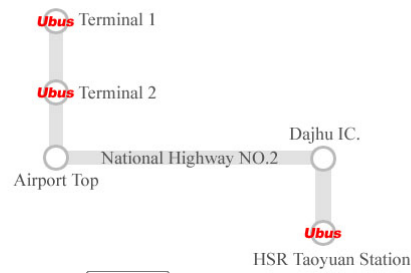 Ubus Terminal 1
Ubus Terminal 2
Dajhu IC.
National Highway NO.2
Airport Top
Ubus
HSR Taoyuan Station